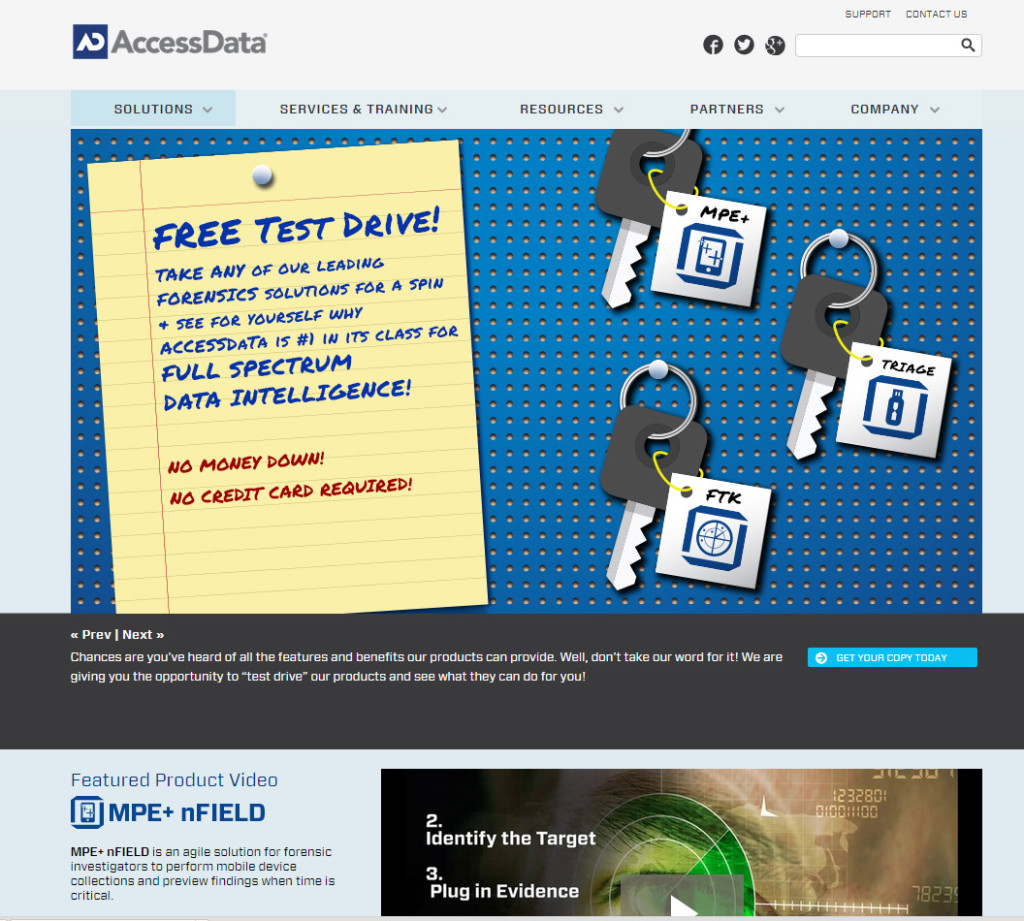 SUPPORT CONTACT US
AD AccessData
SOLUTIONS SERVICES & TRAINING RESOURCES PARTNERS COMPANY
FREE TEST DRIVE!
TAKE ANY OF OUR LEADING
FORENSICS SOLUTIONS FOR A SPIN
+ SEE FOR YOURSELF WHY
ACCESSDATA IS #1 IN ITS CLASS FOR
FULL SPECTRUM
DATA INTELLIGENCE!
NO MONEY DOWN!
NO CREDIT CARD REQUIRED!
MPE+
TRIAGE
FTK
« Prev | Next »
Chances are you've heard of all the features and benefits our products can provide. Well, don't take our word for it! We are
giving you the opportunity to “test drive” our products and see what they can do for you!
GET YOUR COPY TODAY
Featured Product Video
MPE+ nFIELD
MPE+ nFIELD is an agile solution for forensic
investigators to perform mobile device
collections and preview findings when time is
critical.
2.
Identify the Target
3.
Plug in Evidence
1232801
01001100